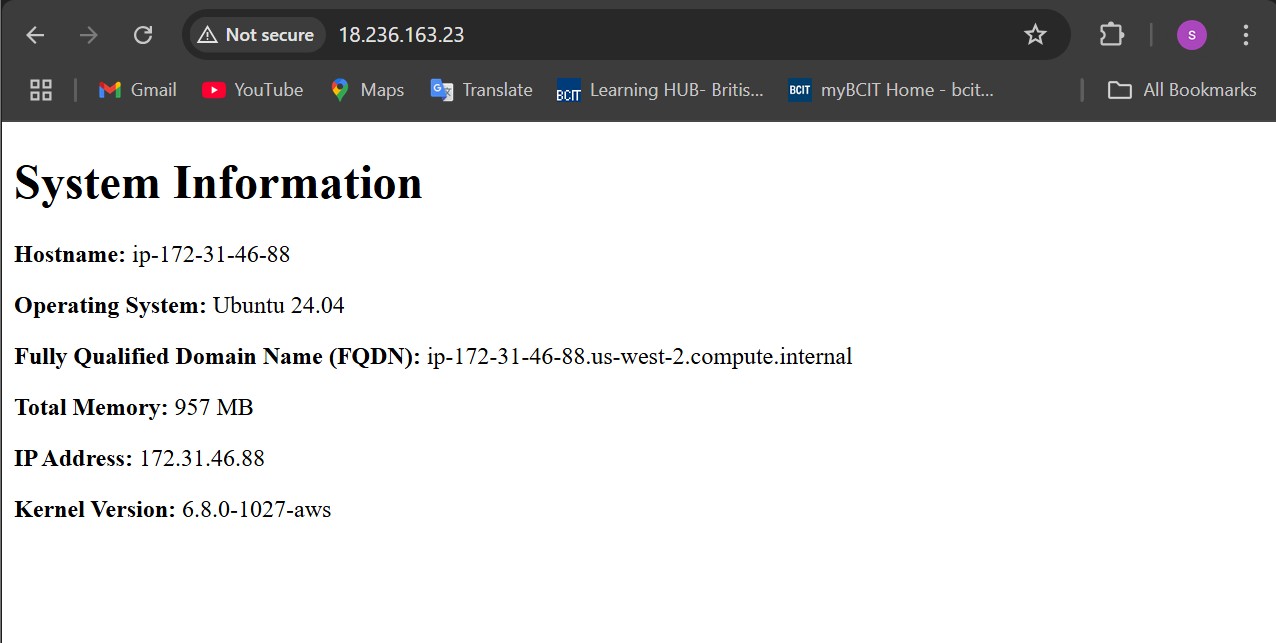 Not secure 18.236.163.23 s
Gmail YouTube Maps Translate BCIT Learning HUB- Britis... BCIT myBCIT Home - bcit... All Bookmarks
System Information
Hostname: ip-172-31-46-88
Operating System: Ubuntu 24.04
Fully Qualified Domain Name (FQDN): ip-172-31-46-88.us-west-2.compute.internal
Total Memory: 957 MB
IP Address: 172.31.46.88
Kernel Version: 6.8.0-1027-aws